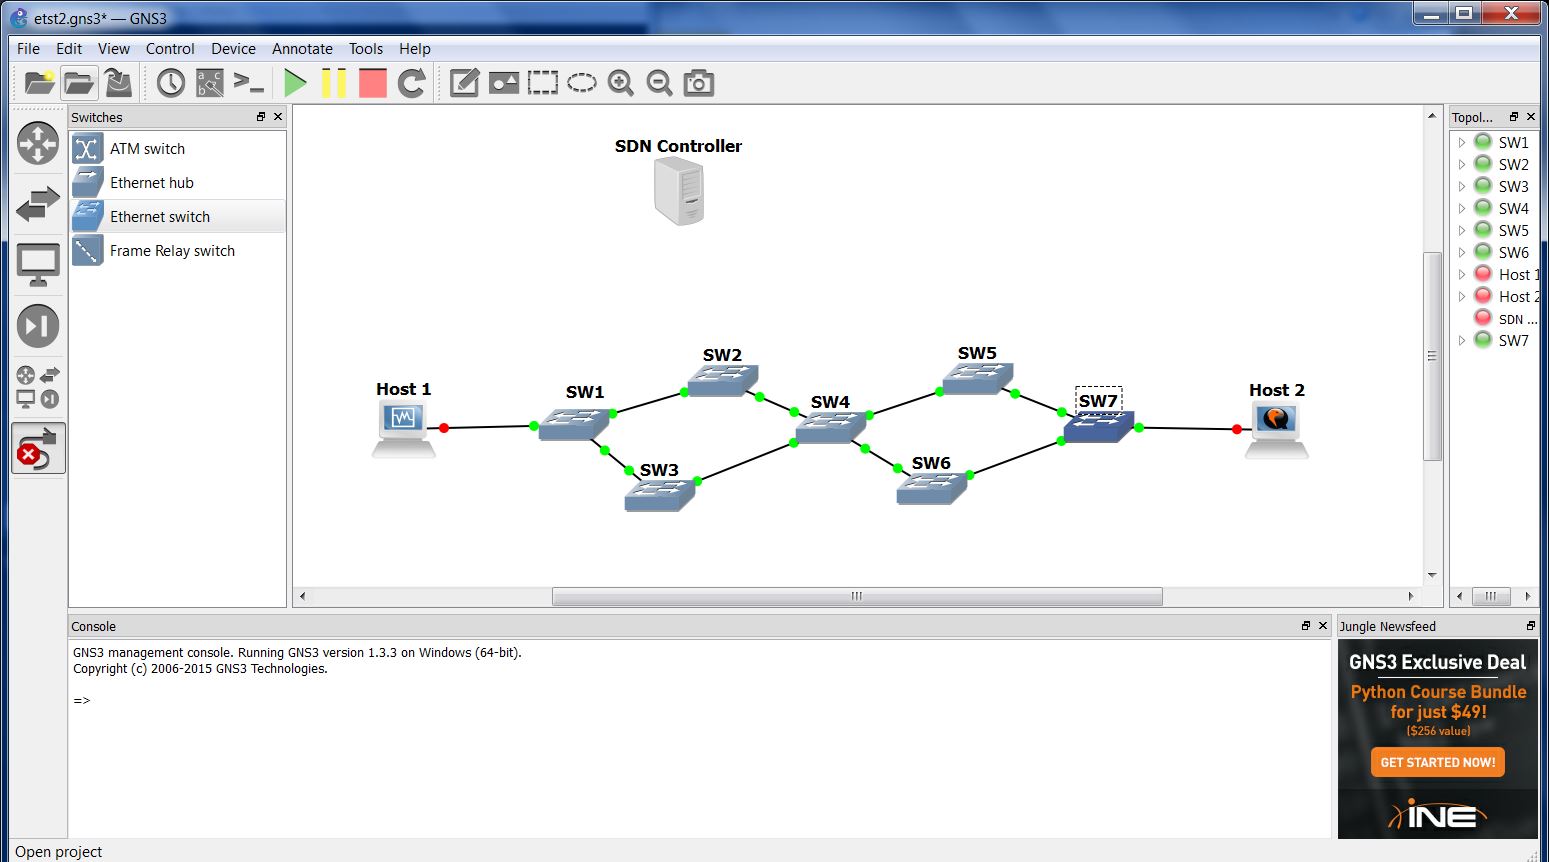 etst2.gns3* — GNS3
File Edit View Control Device Annotate Tools Help
Switches
ATM switch
Ethernet hub
Ethernet switch
Frame Relay switch
SDN Controller
Host 1
SW1
SW2
SW3
SW4
SW5
SW6
SW7
Host 2
Topol...
SW1
SW2
SW3
SW4
SW5
SW6
Host 1
Host 2
SDN ...
SW7
Console
GNS3 management console. Running GNS3 version 1.3.3 on Windows (64-bit).
Copyright (c) 2006-2015 GNS3 Technologies.
=>
Jungle Newsfeed
GNS3 Exclusive Deal
Python Course Bundle
for just $49!
($256 value)
GET STARTED NOW!
INE
Open project